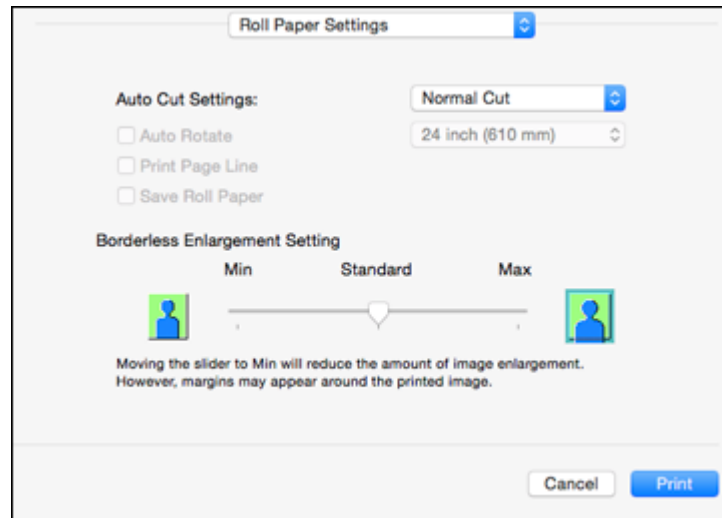 Roll Paper Settings
Auto Cut Settings: Normal Cut
Auto Rotate 24 inch (610 mm)
Print Page Line
Save Roll Paper
Borderless Enlargement Setting
Min Standard Max
Moving the slider to Min will reduce the amount of image enlargement.
However, margins may appear around the printed image.
Cancel Print